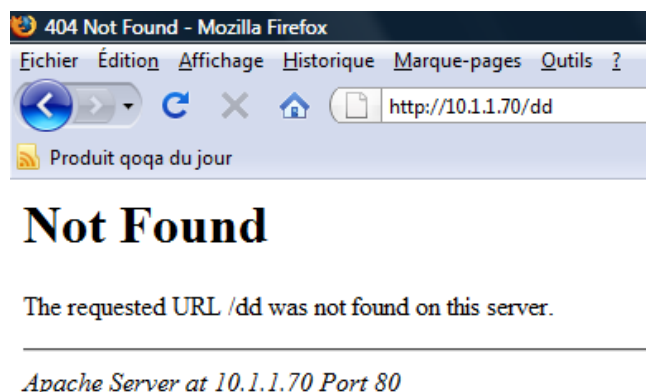 404 Not Found - Mozilla Firefox
Fichier Édition Affichage Historique Marque-pages Outils ?
http://10.1.1.70/dd
Produit qoqa du jour
Not Found
The requested URL /dd was not found on this server.
Apache Server at 10.1.1.70 Port 80